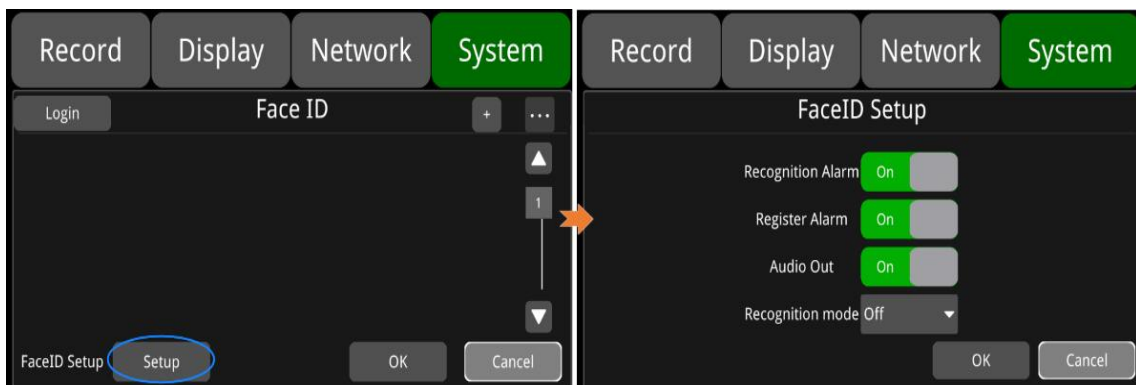 Record Display Network System
Login Face ID + ...
1
FaceID Setup Setup OK Cancel
Record Display Network System
FaceID Setup
Recognition Alarm On
Register Alarm On
Audio Out On
Recognition mode Off
OK Cancel